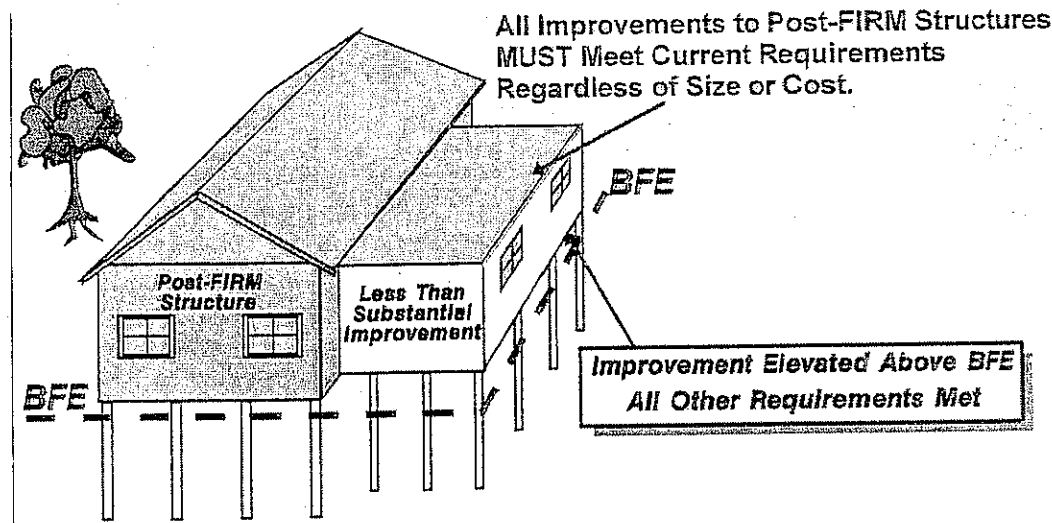 All Improvements to Post-FIRM Structures
MUST Meet Current Requirements
Regardless of Size or Cost.
BFE
Post-FIRM
Structure
Less Than
Substantial
Improvement
BFE
Improvement Elevated Above BFE
All Other Requirements Met